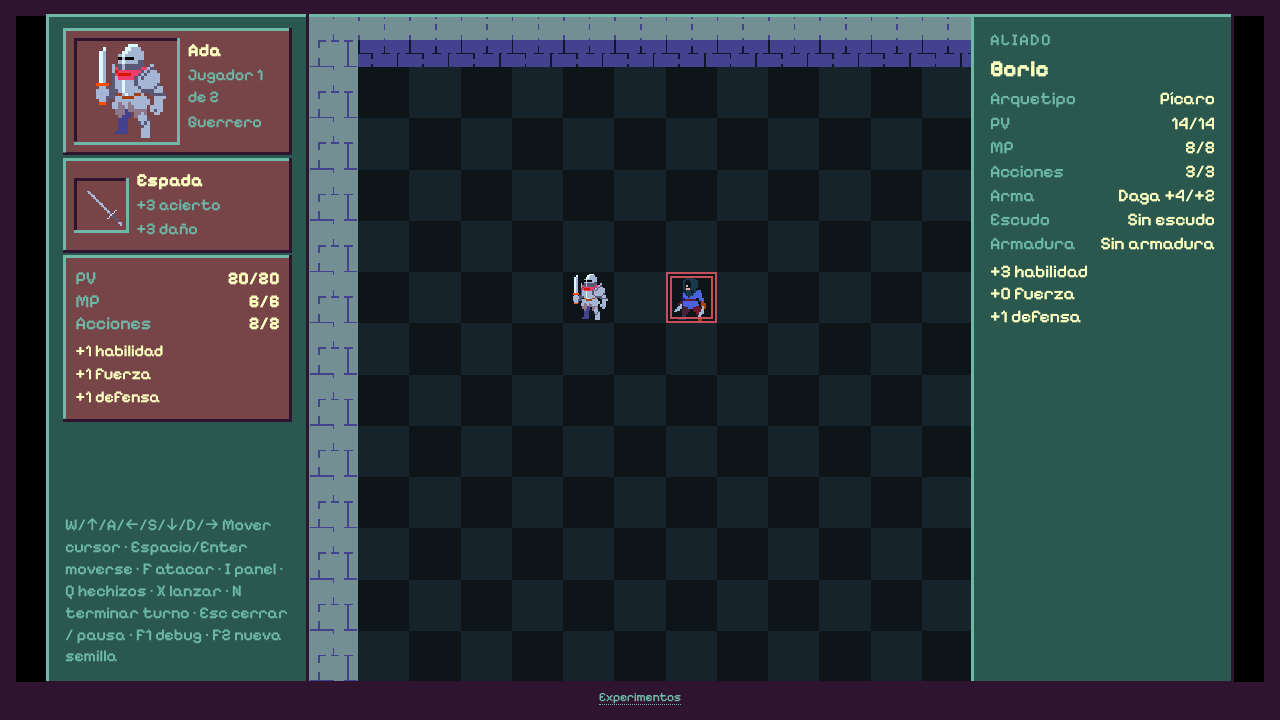 Ada
Jugador 1
de 2
Guerrero
Espada
+3 acierto
+3 daño
PV 80/80
MP 6/6
Acciones 8/8
+1 habilidad
+1 fuerza
+1 defensa
W/↑/A/←/S/↓/D/→ Mover
cursor · Espacio/Enter
moverse · F atacar · I panel ·
Q hechizos · X lanzar · N
terminar turno · Esc cerrar
/ pausa · F1 debug · F2 nueva
semilla
ALIADO
Boric
Arquetipo Pícaro
PV 14/14
MP 8/8
Acciones 3/3
Arma Daga +4/+2
Escudo Sin escudo
Armadura Sin armadura
+3 habilidad
+0 fuerza
+1 defensa
Experimentos